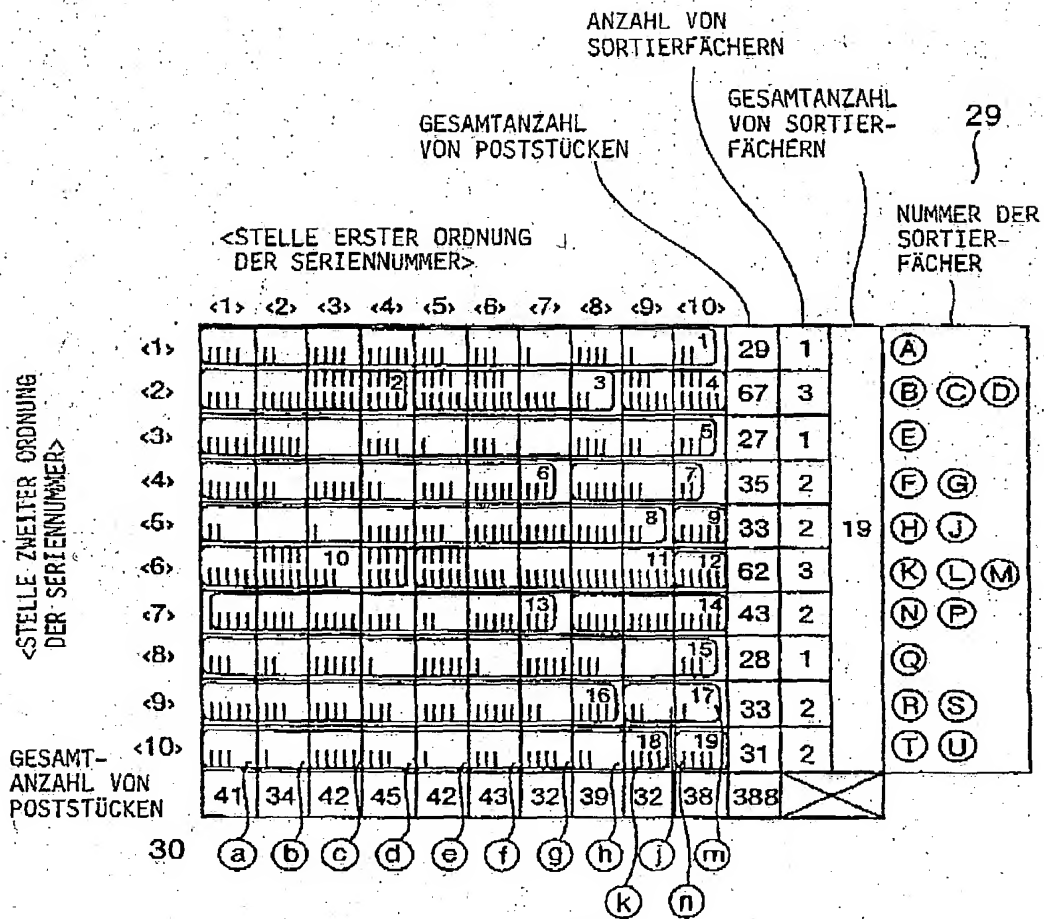 ANZAHL VON
SORTIERFÄCHERN
GESAMTANZAHL
VON SORTIER-
FÄCHERN
29
GESAMTANZAHL
VON POSTSTÜCKEN
NUMMER DER
SORTIER-
FÄCHER
<STELLE ERSTER ORDNUNG
DER SERIENNUMMER>
<1> <2> <3> <4> <5> <6> <7> <8> <9> <10>
<STELLE ZWEITER ORDNUNG
DER SERIENNUMMER>
<1> 1 29 1 A
<2> 2 3 4 67 3 B C D
<3> 5 27 1 E
<4> 6 7 35 2 F G
<5> 8 9 33 2 19 H J
<6> 10 11 12 62 3 K L M
<7> 13 14 43 2 N P
<8> 15 28 1 Q
<9> 16 17 33 2 R S
<10> 18 19 31 2 T U
GESAMT-
ANZAHL VON
POSTSTÜCKEN
41 34 42 45 42 43 32 39 32 38 388
30
a b c d e f g h j m
k n